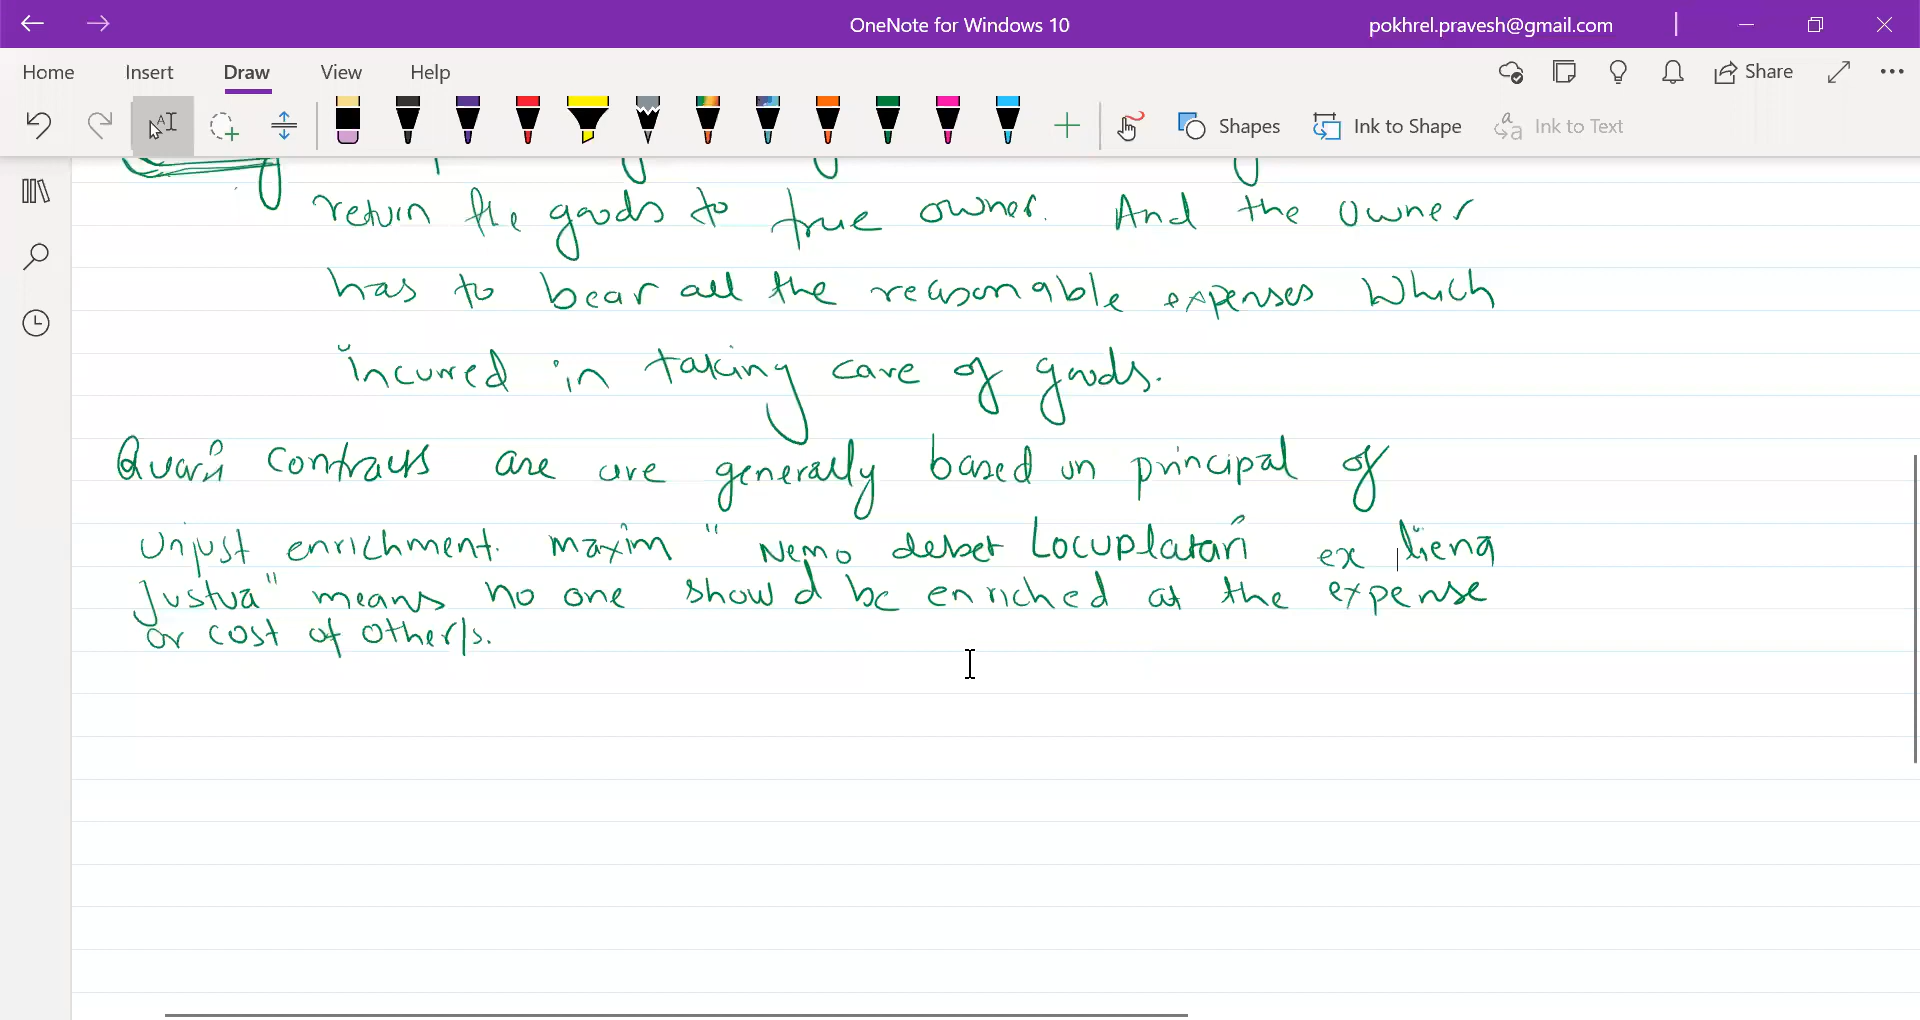 OneNote for Windows 10
pokhrel.pravesh@gmail.com
Home Insert Draw View Help
Share
Shapes
Ink to Shape
Ink to Text
return the goods to true owner. And the owner
has to bear all the reasonable expenses which
incurred in taking care of goods.
Quasi contracts are are generally based on principal of
unjust enrichment. maxim " Nemo debet Locuplatari ex liena
Justua" means no one should be enriched at the expense
or cost of other/s.